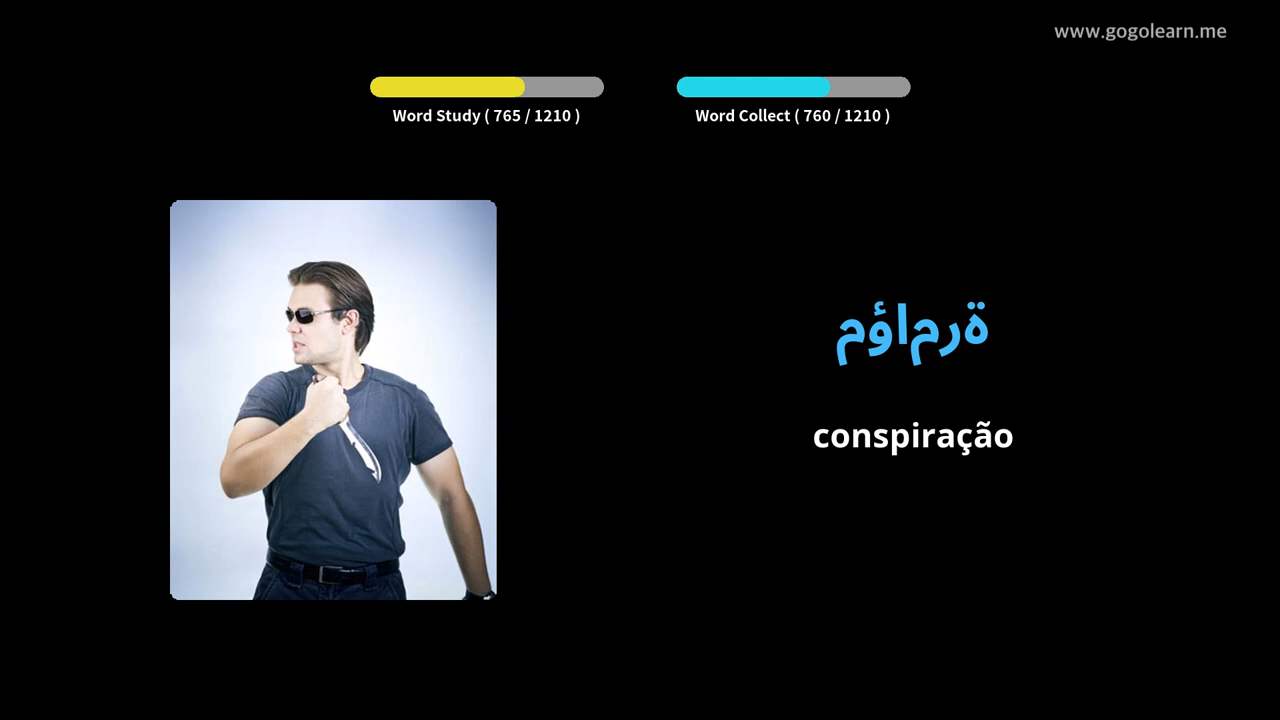 www.gogolearn.me
Word Study ( 765 / 1210 )
Word Collect ( 760 / 1210 )
مؤامرة
conspiração